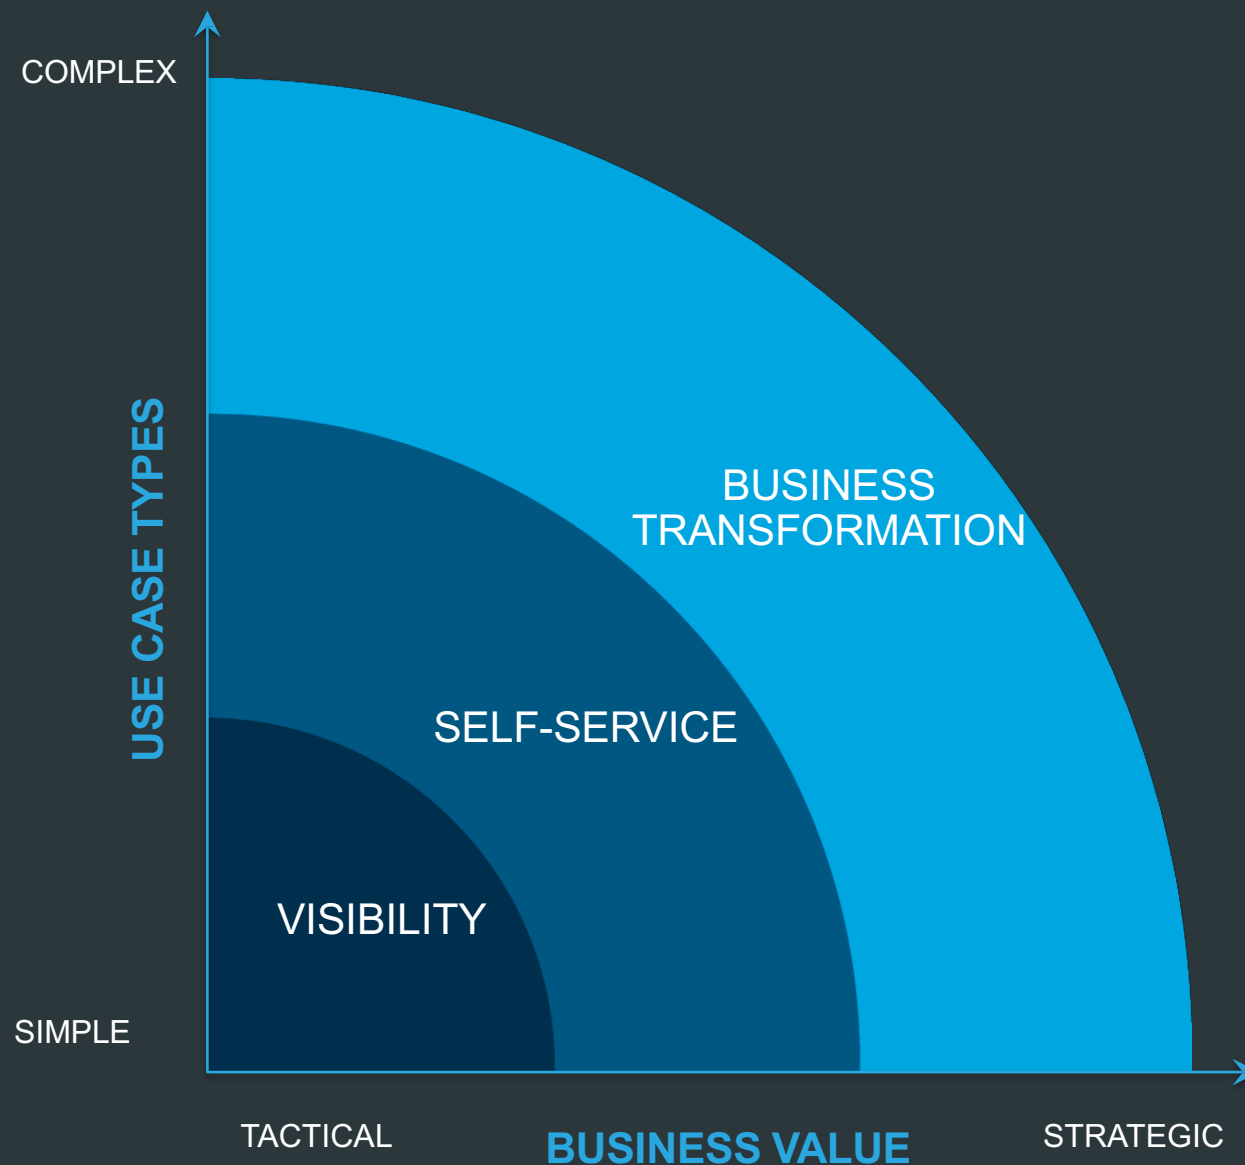 COMPLEX
USE CASE TYPES
BUSINESS
TRANSFORMATION
SELF-SERVICE
VISIBILITY
SIMPLE
TACTICAL
BUSINESS VALUE
STRATEGIC